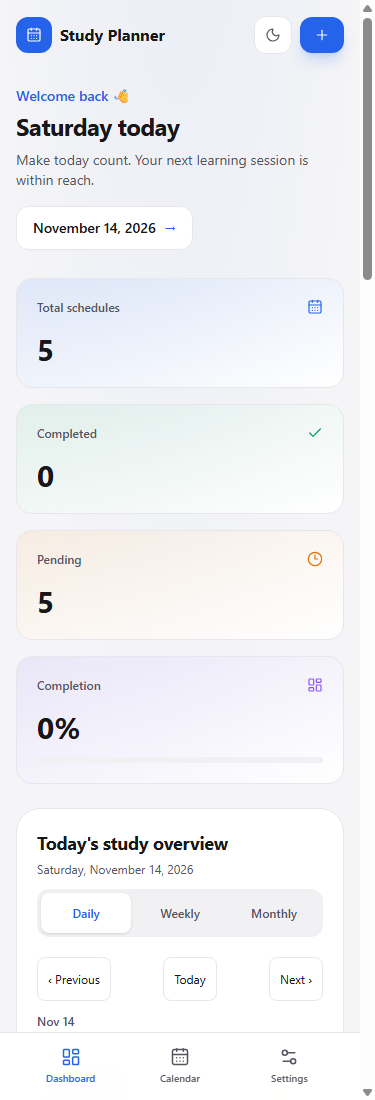 Study Planner
Welcome back 👋
Saturday today
Make today count. Your next learning session is
within reach.
November 14, 2026 →
Total schedules
5
Completed
0
Pending
5
Completion
0%
Today's study overview
Saturday, November 14, 2026
Daily Weekly Monthly
‹ Previous Today Next ›
Nov 14
Dashboard Calendar Settings